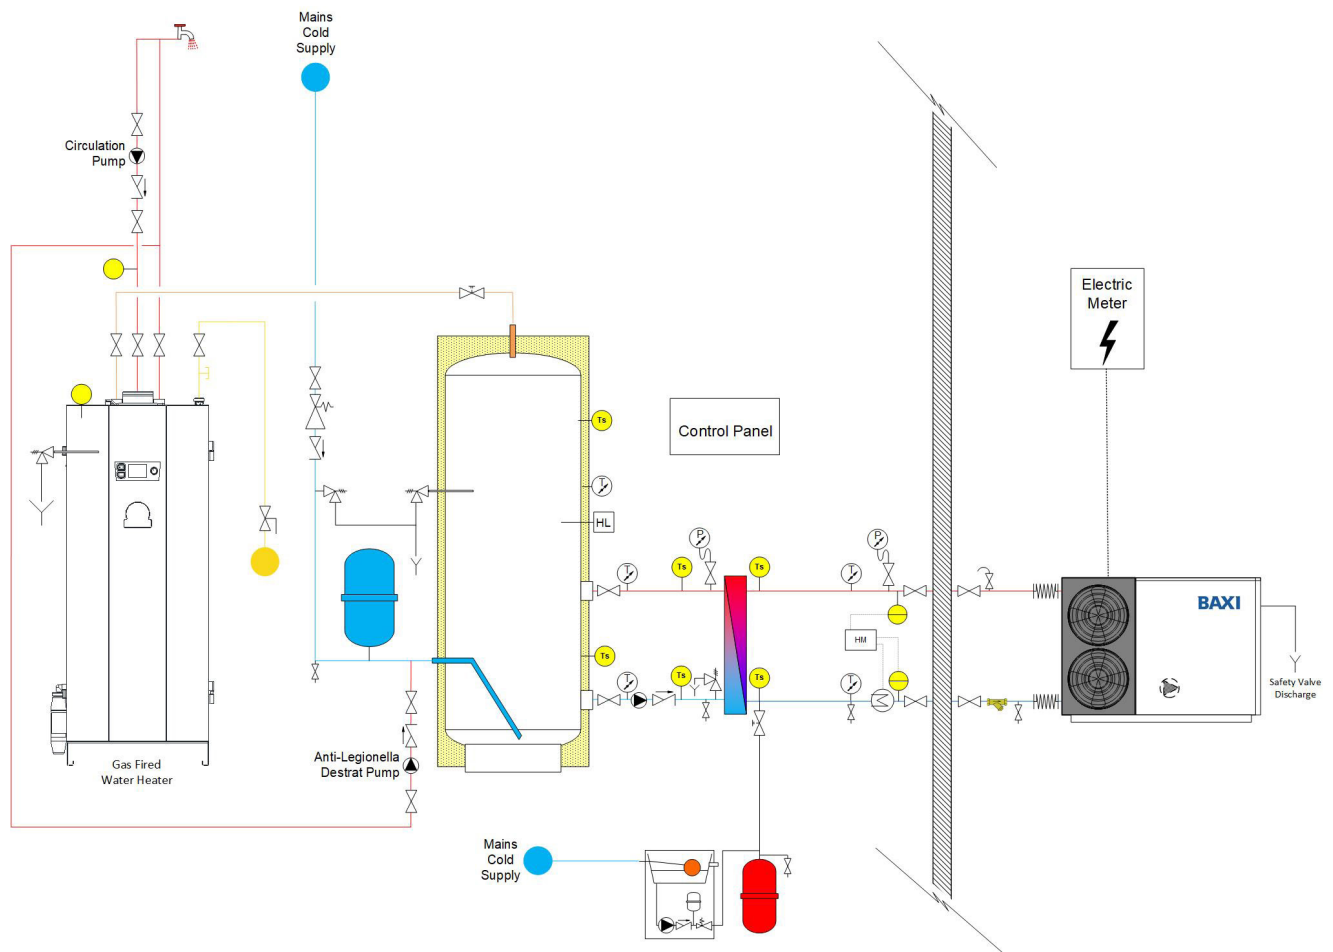 Mains
Cold
Supply
Circulation
Pump
Electric
Meter
Control Panel
Ts
T
HL
P
P
T
Ts
Ts
T
BAXI
HM
Ts
T
Ts
Ts
T
Safety Valve
Discharge
Anti-Legionella
Destrat Pump
Gas Fired
Water Heater
Mains
Cold
Supply